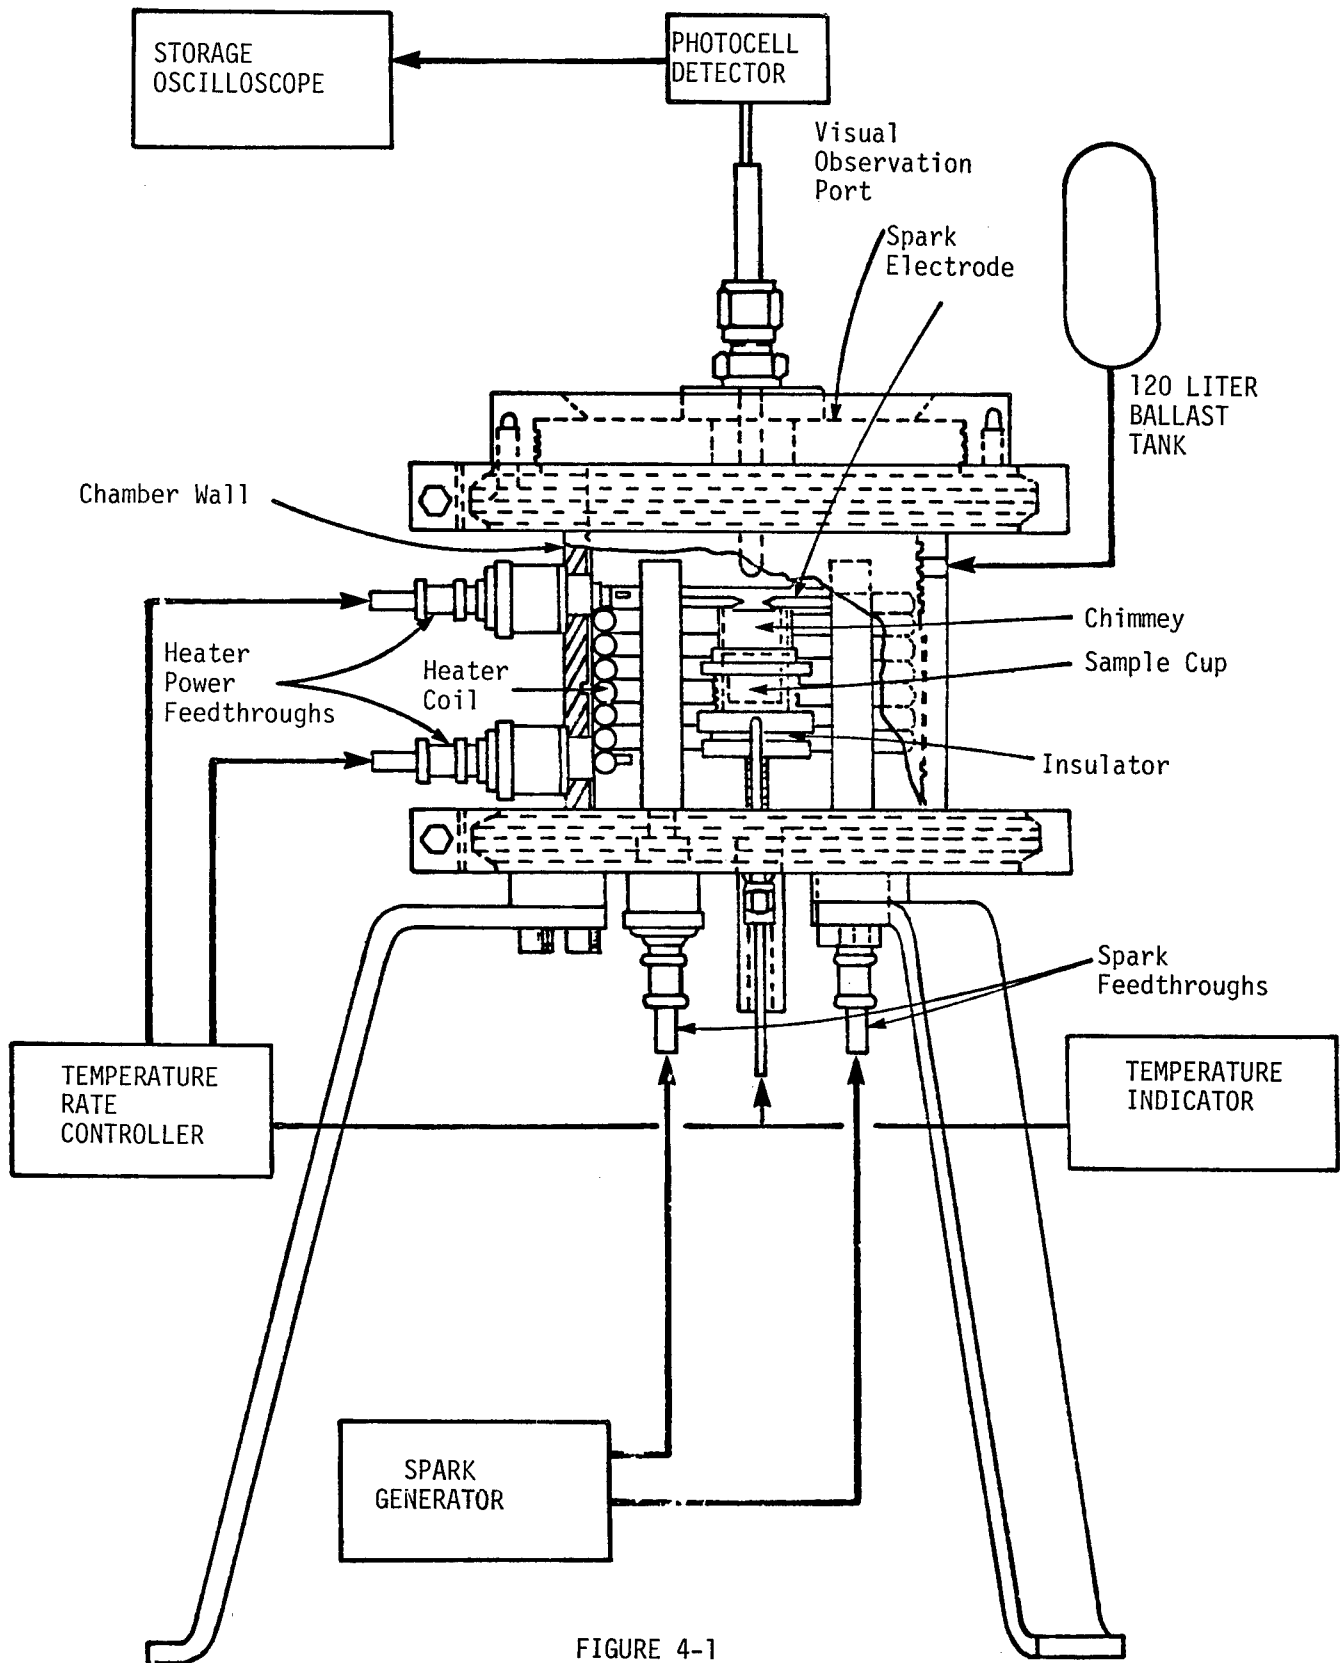 STORAGE
OSCILLOSCOPE
PHOTOCELL
DETECTOR
Visual
Observation
Port
Spark
Electrode
120 LITER
BALLAST
TANK
Chamber Wall
Heater
Power
Feedthroughs
Heater
Coil
Chimmey
Sample Cup
Insulator
Spark
Feedthroughs
TEMPERATURE
RATE
CONTROLLER
TEMPERATURE
INDICATOR
SPARK
GENERATOR
FIGURE 4-1